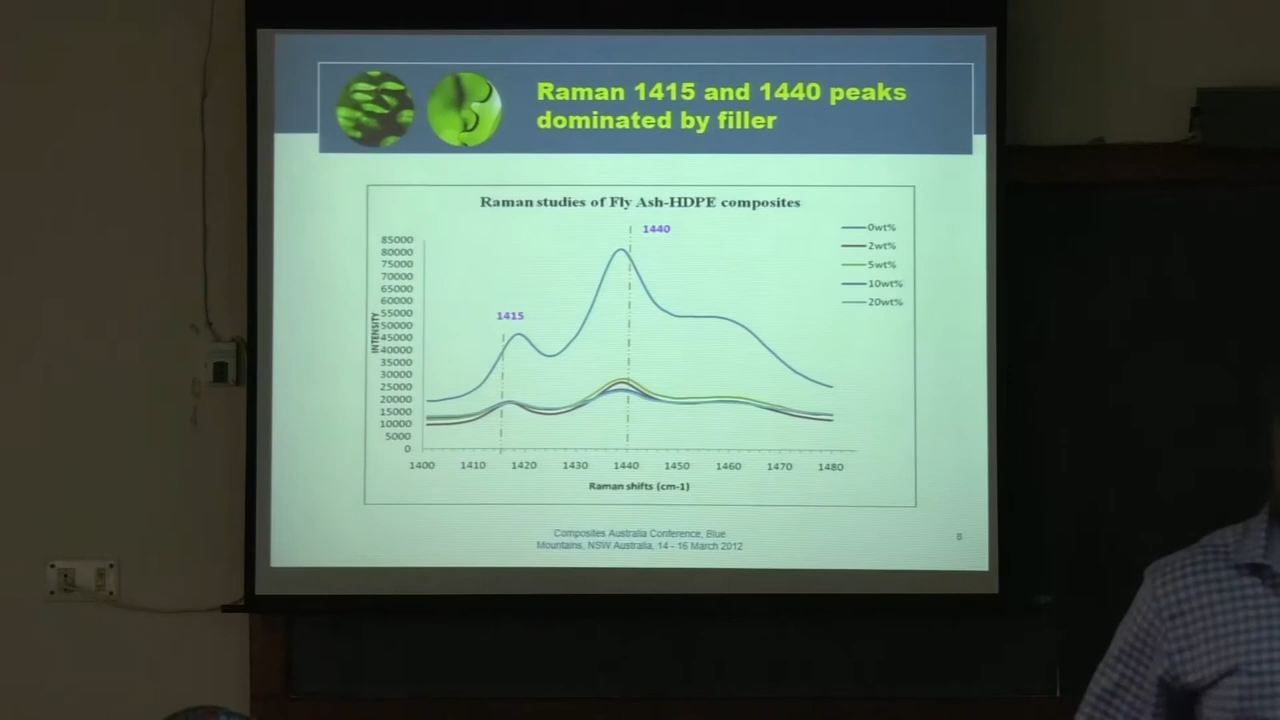 Raman 1415 and 1440 peaks
dominated by filler
Raman studies of Fly Ash-HDPE composites
1440
1415
0wt%
2wt%
5wt%
10wt%
20wt%
85000
80000
75000
70000
65000
60000
55000
50000
45000
40000
35000
30000
25000
20000
15000
10000
5000
0
INTENSITY
1400 1410 1420 1430 1440 1450 1460 1470 1480
Raman shifts (cm-1)
Composites Australia Conference, Blue
Mountains, NSW Australia, 14 - 16 March 2012
8